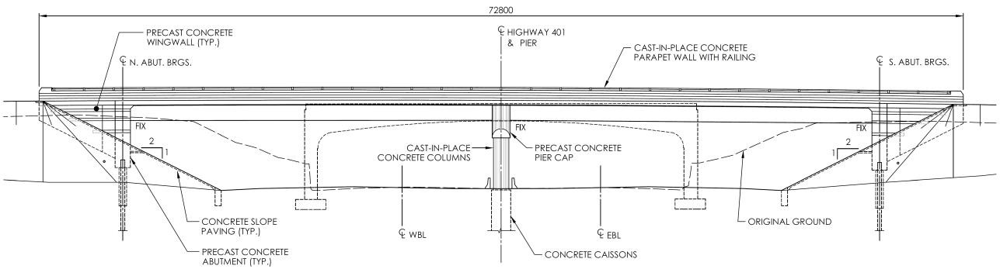 72800
PRECAST CONCRETE
WINGWALL (TYP.)
℄ HIGHWAY 401
& PIER
CAST-IN-PLACE CONCRETE
PARAPET WALL WITH RAILING
℄ N. ABUT. BRGS.
℄ S. ABUT. BRGS.
FIX
FIX
FIX
2
1
CAST-IN-PLACE
CONCRETE COLUMNS
PRECAST CONCRETE
PIER CAP
2
1
CONCRETE SLOPE
PAVING (TYP.)
℄ WBL
℄ EBL
ORIGINAL GROUND
PRECAST CONCRETE
ABUTMENT (TYP.)
CONCRETE CAISSONS